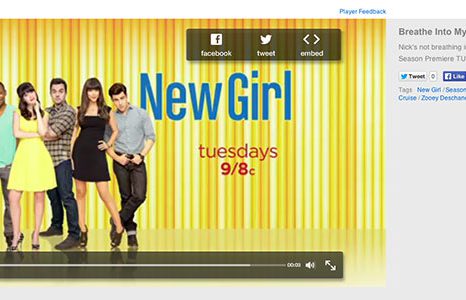 Player Feedback
facebook
tweet
embed
New Girl
tuesdays
9/8c
00:03
Breathe Into My
Nick's not breathing i
Season Premiere TU
Tweet 0 Like
Tags New Girl / Season
Cruise / Zooey Deschane